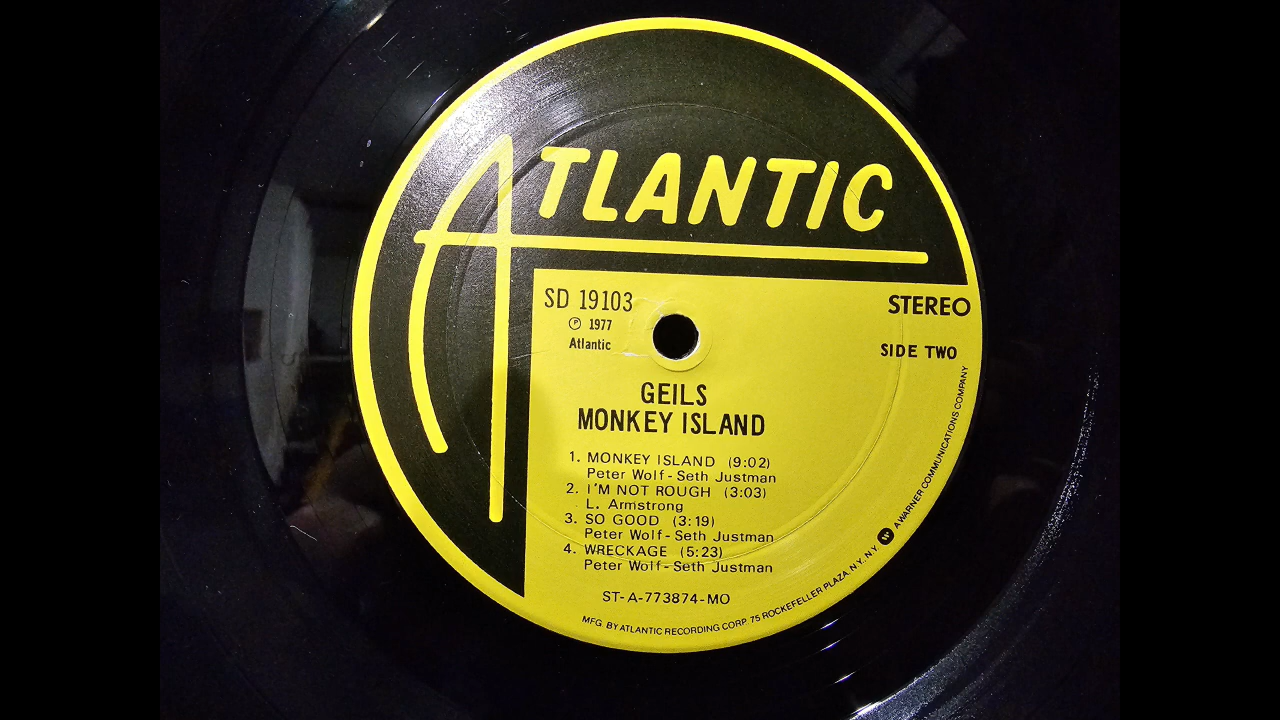 ATLANTIC
SD 19103
STEREO
Ⓟ 1977
Atlantic
SIDE TWO
GEILS
MONKEY ISLAND
1. MONKEY ISLAND (9:02)
Peter Wolf-Seth Justman
2. I'M NOT ROUGH (3:03)
L. Armstrong
3. SO GOOD (3:19)
Peter Wolf-Seth Justman
4. WRECKAGE (5:23)
Peter Wolf-Seth Justman
ST-A-773874-MO
MFG. BY ATLANTIC RECORDING CORP. 75 ROCKEFELLER PLAZA, N.Y. N.Y. A WARNER COMMUNICATIONS COMPANY